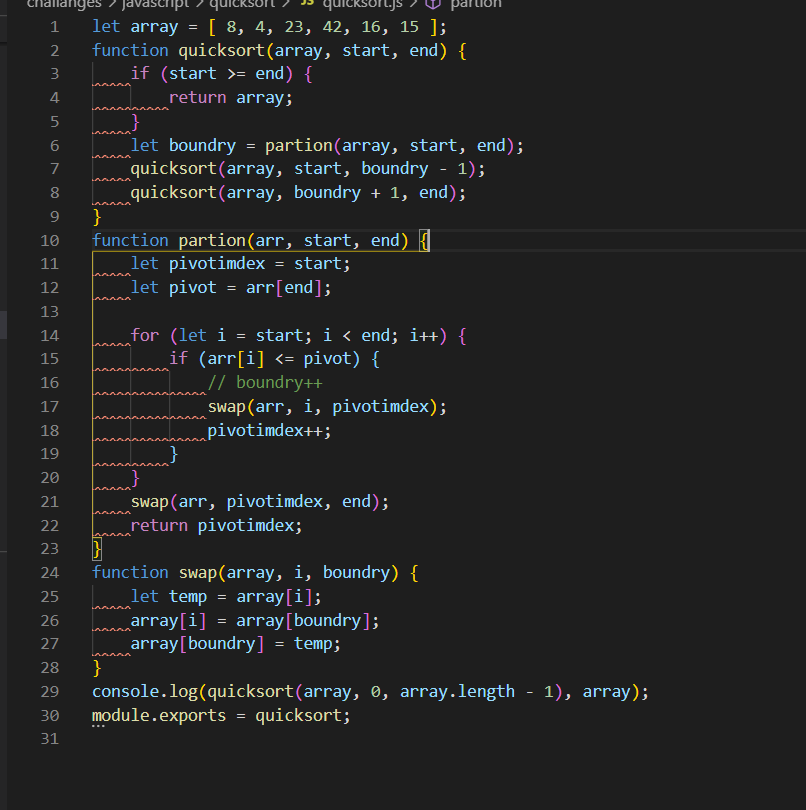 challanges > javascript > quicksort > JS quicksort.js > partion
1 let array = [ 8, 4, 23, 42, 16, 15 ];
2 function quicksort(array, start, end) {
3     if (start >= end) {
4         return array;
5     }
6     let boundry = partion(array, start, end);
7     quicksort(array, start, boundry - 1);
8     quicksort(array, boundry + 1, end);
9 }
10 function partion(arr, start, end) {
11     let pivotimdex = start;
12     let pivot = arr[end];
13
14     for (let i = start; i < end; i++) {
15         if (arr[i] <= pivot) {
16             // boundry++
17             swap(arr, i, pivotimdex);
18             pivotimdex++;
19         }
20     }
21     swap(arr, pivotimdex, end);
22     return pivotimdex;
23 }
24 function swap(array, i, boundry) {
25     let temp = array[i];
26     array[i] = array[boundry];
27     array[boundry] = temp;
28 }
29 console.log(quicksort(array, 0, array.length - 1), array);
30 module.exports = quicksort;
31